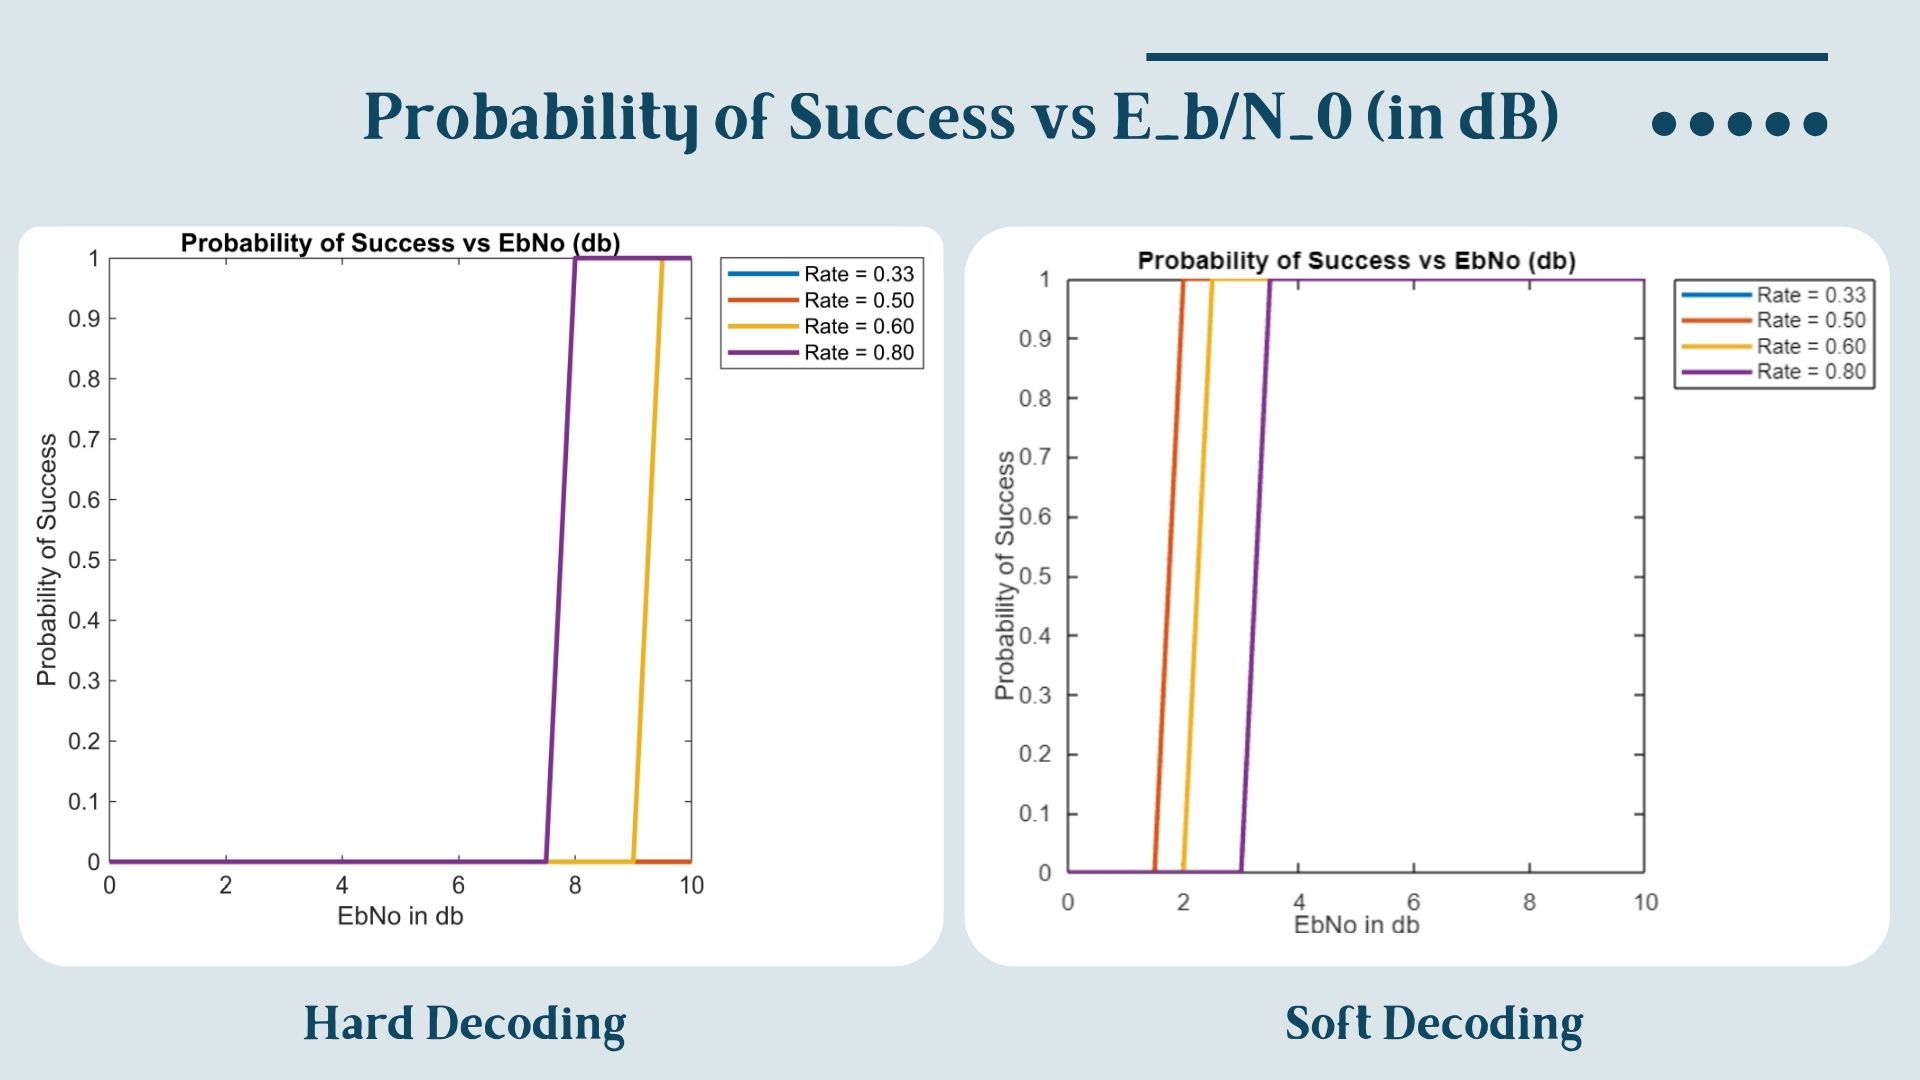 Probability of Success vs E_b/N_0 (in dB)
Probability of Success vs EbNo (db)
1
0.9
0.8
0.7
0.6
0.5
0.4
0.3
0.2
0.1
0
Probability of Success
0 2 4 6 8 10
EbNo in db
Rate = 0.33
Rate = 0.50
Rate = 0.60
Rate = 0.80
Hard Decoding
Probability of Success vs EbNo (db)
1
0.9
0.8
0.7
0.6
0.5
0.4
0.3
0.2
0.1
0
Probability of Success
0 2 4 6 8 10
EbNo in db
Rate = 0.33
Rate = 0.50
Rate = 0.60
Rate = 0.80
Soft Decoding